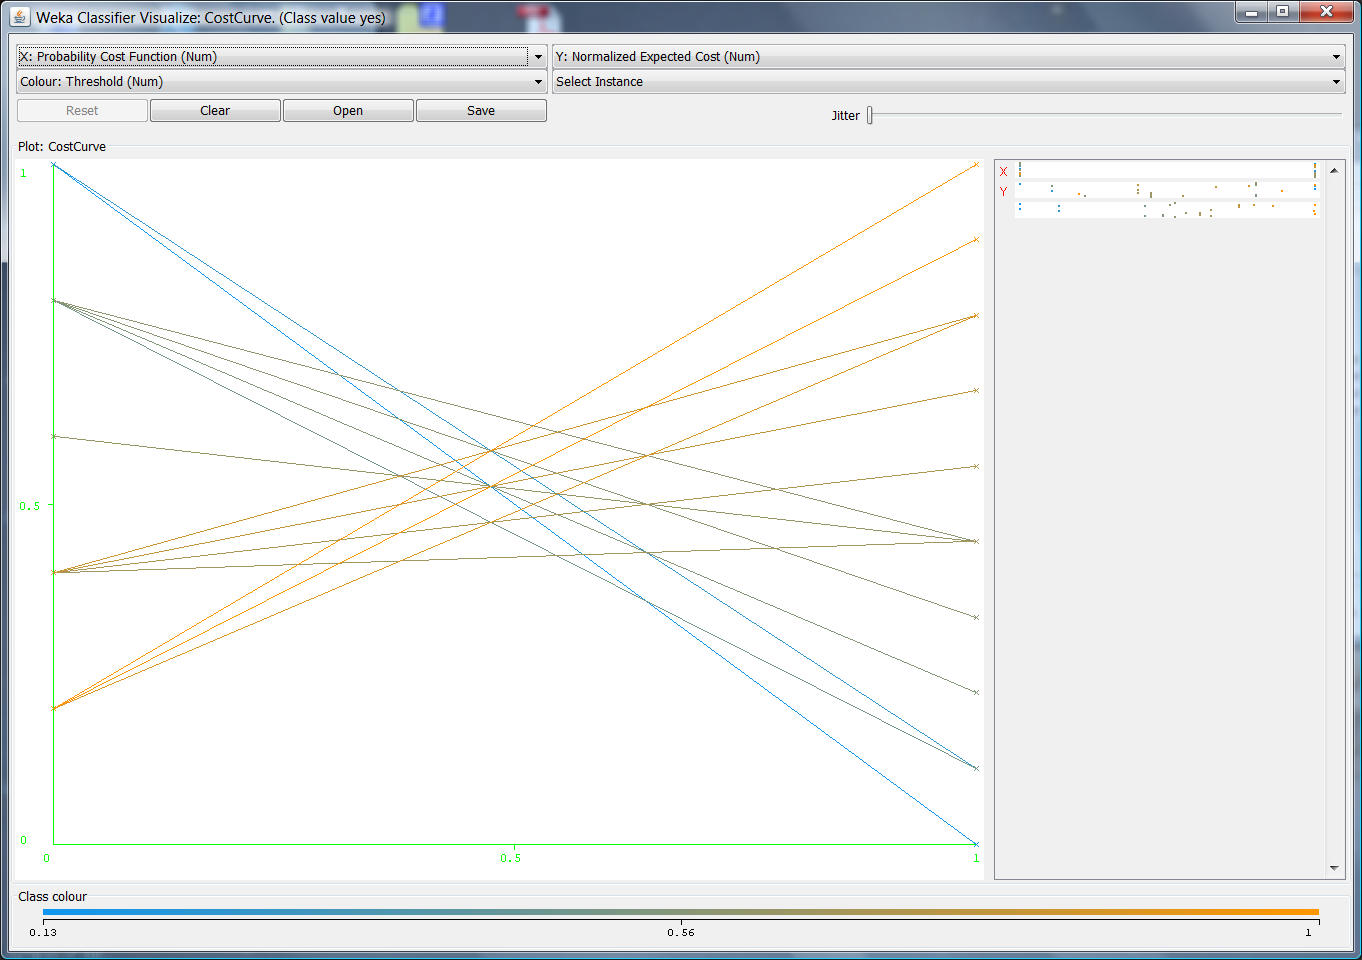 Weka Classifier Visualize: CostCurve. (Class value yes)
X: Probability Cost Function (Num)
Y: Normalized Expected Cost (Num)
Colour: Threshold (Num)
Select Instance
Reset
Clear
Open
Save
Jitter
Plot: CostCurve
1
0.5
0
0
0.5
1
X
Y
Class colour
0.13
0.56
1